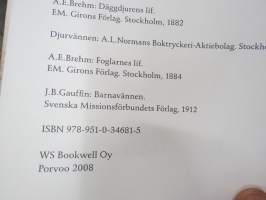 A.E.Brehm: Däggdjurens lif.
EM. Girons Förlag. Stockholm, 1882
Djurvännen: A.L.Normans Boktryckeri-Aktiebolag.
A.E.Brehm: Foglarnes lif.
EM. Girons Förlag. Stockholm, 1884
J.B.Gauffin: Barnavännen.
Svenska Missionsförbundets Förlag, 1912
ISBN 978-951-0-34681-5
WS Bookwell Oy
Porvoo 2008